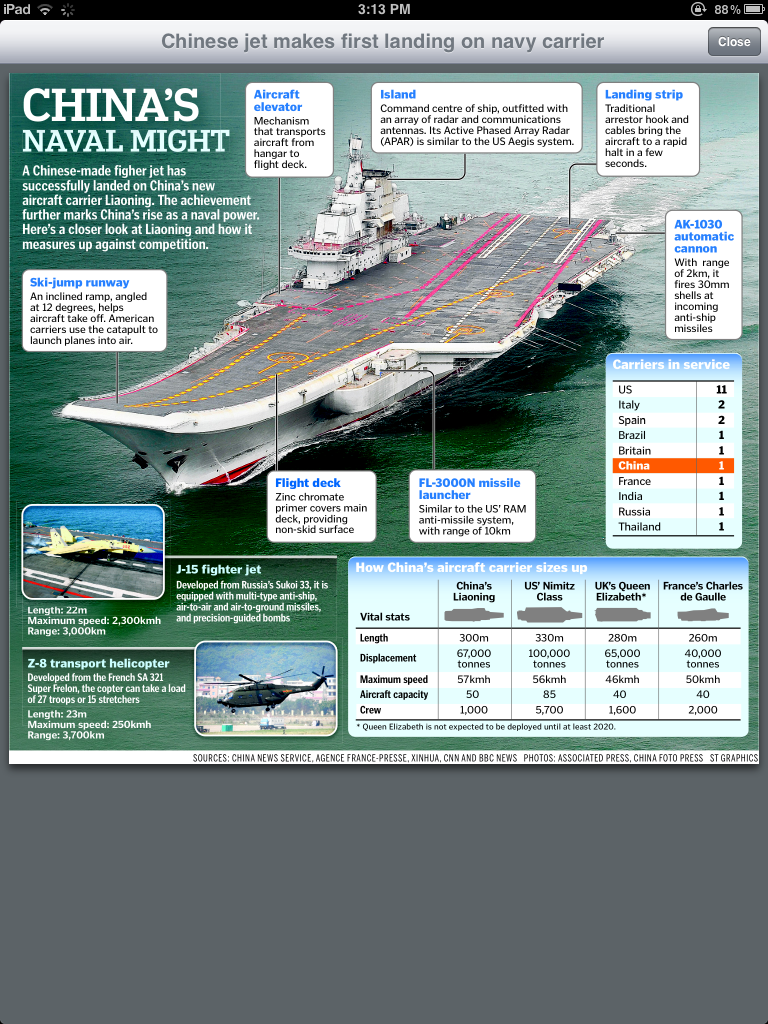 iPad
3:13 PM
88%
Chinese jet makes first landing on navy carrier
Close
CHINA'S
NAVAL MIGHT
A Chinese-made figher jet has
successfully landed on China's new
aircraft carrier Liaoning. The achievement
further marks China's rise as a naval power.
Here's a closer look at Liaoning and how it
measures up against competition.
Aircraft
elevator
Mechanism
that transports
aircraft from
hangar to
flight deck.
Island
Command centre of ship, outfitted with
an array of radar and communications
antennas. Its Active Phased Array Radar
(APAR) is similar to the US Aegis system.
Landing strip
Traditional
arrestor hook and
cables bring the
aircraft to a rapid
halt in a few
seconds.
AK-1030
automatic
cannon
With range
of 2km, it
fires 30mm
shells at
incoming
anti-ship
missiles
Ski-jump runway
An inclined ramp, angled
at 12 degrees, helps
aircraft take off. American
carriers use the catapult to
launch planes into air.
Carriers in service
US 11
Italy 2
Spain 2
Brazil 1
Britain 1
China 1
France 1
India 1
Russia 1
Thailand 1
Flight deck
Zinc chromate
primer covers main
deck, providing
non-skid surface
FL-3000N missile
launcher
Similar to the US' RAM
anti-missile system,
with range of 10km
J-15 fighter jet
Developed from Russia's Sukoi 33, it is
equipped with multi-type anti-ship,
air-to-air and air-to-ground missiles,
and precision-guided bombs
Length: 22m
Maximum speed: 2,300kmh
Range: 3,000km
Z-8 transport helicopter
Developed from the French SA 321
Super Frelon, the copter can take a load
of 27 troops or 15 stretchers
Length: 23m
Maximum speed: 250kmh
Range: 3,700km
How China's aircraft carrier sizes up
Vital stats
China's
Liaoning
US' Nimitz
Class
UK's Queen
Elizabeth*
France's Charles
de Gaulle
Length 300m 330m 280m 260m
Displacement 67,000 tonnes 100,000 tonnes 65,000 tonnes 40,000 tonnes
Maximum speed 57kmh 56kmh 46kmh 50kmh
Aircraft capacity 50 85 40 40
Crew 1,000 5,700 1,600 2,000
* Queen Elizabeth is not expected to be deployed until at least 2020.
SOURCES: CHINA NEWS SERVICE, AGENCE FRANCE-PRESSE, XINHUA, CNN AND BBC NEWS PHOTOS: ASSOCIATED PRESS, CHINA FOTO PRESS ST GRAPHICS